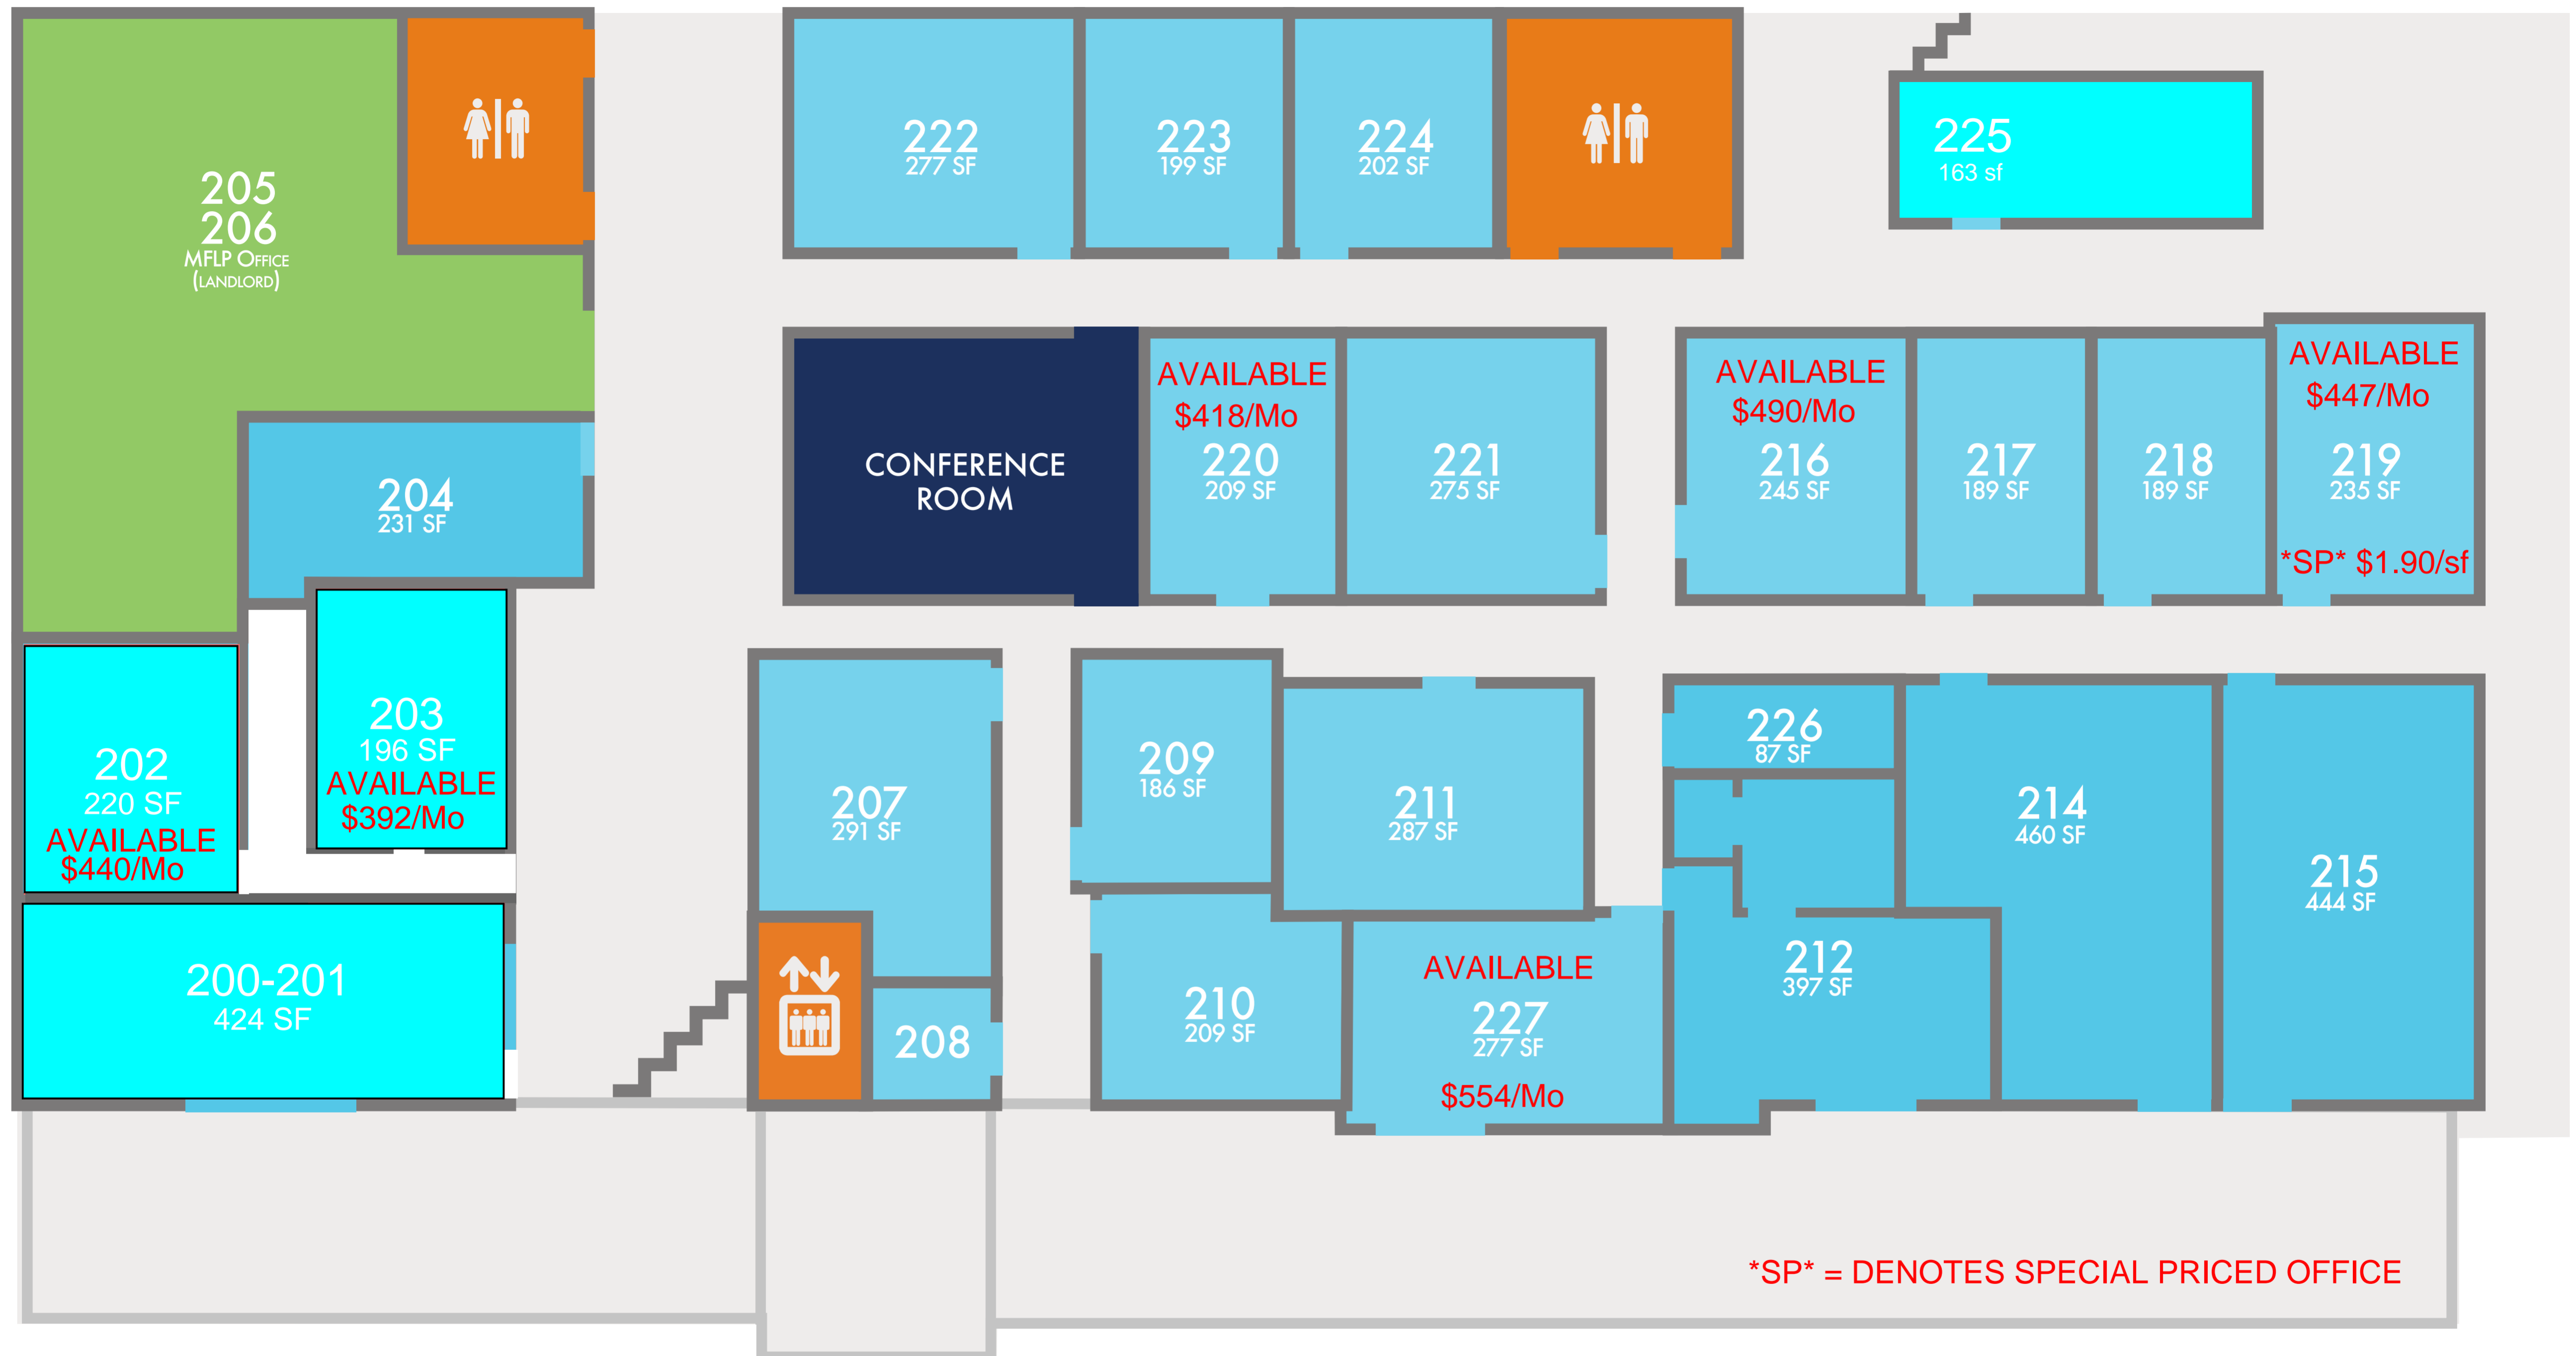 222
277 SF
223
199 SF
224
202 SF
225
163 sf
205
206
MFLP OFFICE
(LANDLORD)
204
231 SF
CONFERENCE
ROOM
AVAILABLE
$418/Mo
220
209 SF
221
275 SF
AVAILABLE
$490/Mo
216
245 SF
217
189 SF
218
189 SF
AVAILABLE
$447/Mo
219
235 SF
*SP* $1.90/sf
202
220 SF
AVAILABLE
$440/Mo
203
196 SF
AVAILABLE
$392/Mo
200-201
424 SF
207
291 SF
208
209
186 SF
210
209 SF
211
287 SF
AVAILABLE
227
277 SF
$554/Mo
226
87 SF
212
397 SF
214
460 SF
215
444 SF
*SP* = DENOTES SPECIAL PRICED OFFICE